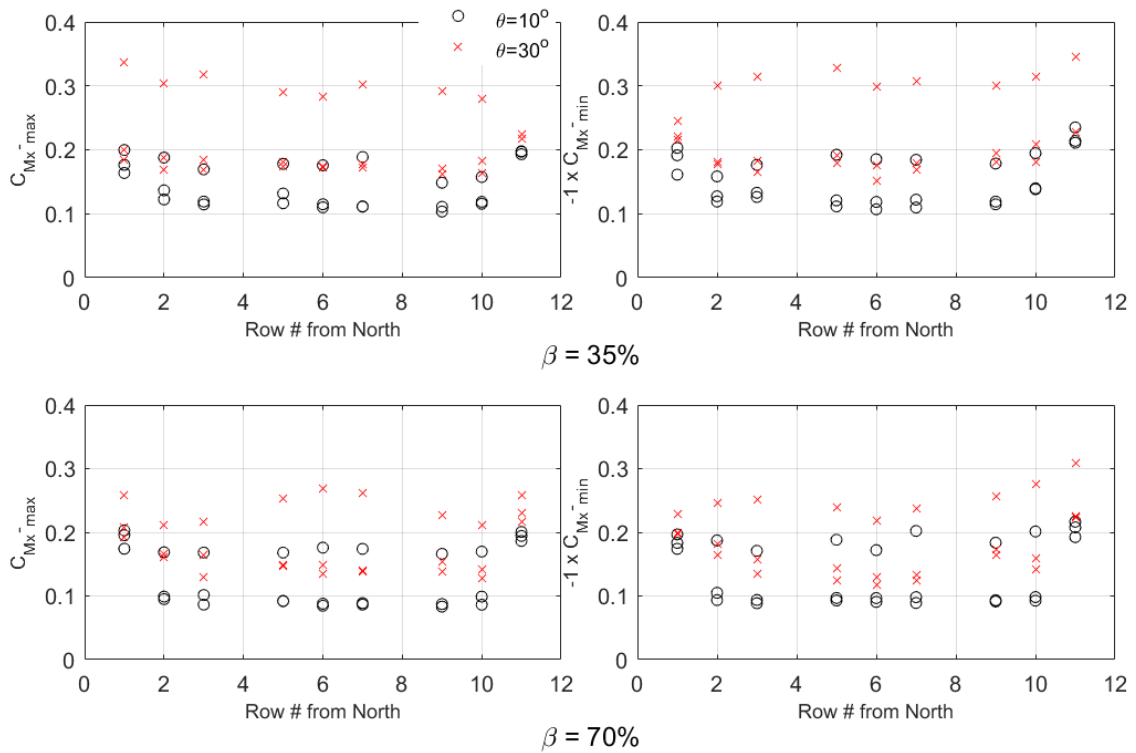 θ=10°
θ=30°
C_Mx-max
0.4
0.3
0.2
0.1
0
0 2 4 6 8 10 12
Row # from North
-1 x C_Mx-min
0.4
0.3
0.2
0.1
0
0 2 4 6 8 10 12
Row # from North
β = 35%
C_Mx-max
0.4
0.3
0.2
0.1
0
0 2 4 6 8 10 12
Row # from North
-1 x C_Mx-min
0.4
0.3
0.2
0.1
0
0 2 4 6 8 10 12
Row # from North
β = 70%